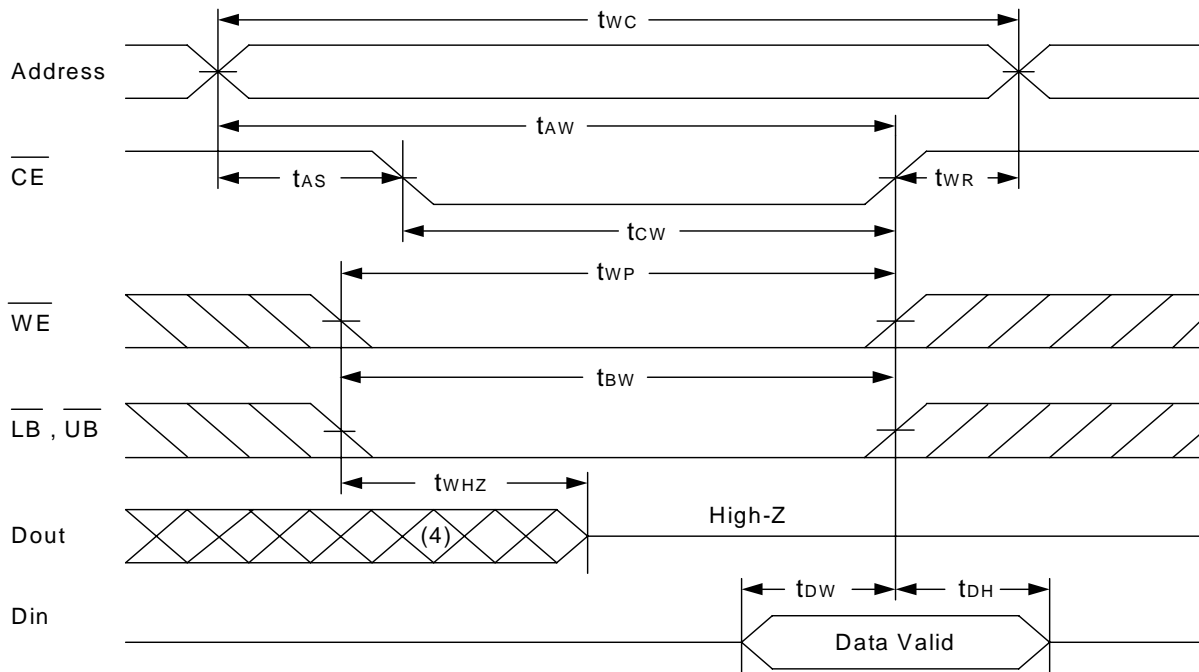 tWC
Address
tAW
CE
tAS
tWR
tCW
tWP
WE
tBW
LB , UB
tWHZ
Dout
(4)
High-Z
tDW
tDH
Din
Data Valid